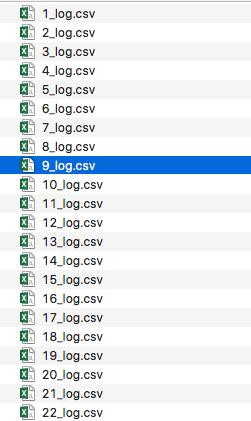 1_log.csv
2_log.csv
3_log.csv
4_log.csv
5_log.csv
6_log.csv
7_log.csv
8_log.csv
9_log.csv
10_log.csv
11_log.csv
12_log.csv
13_log.csv
14_log.csv
15_log.csv
16_log.csv
17_log.csv
18_log.csv
19_log.csv
20_log.csv
21_log.csv
22_log.csv